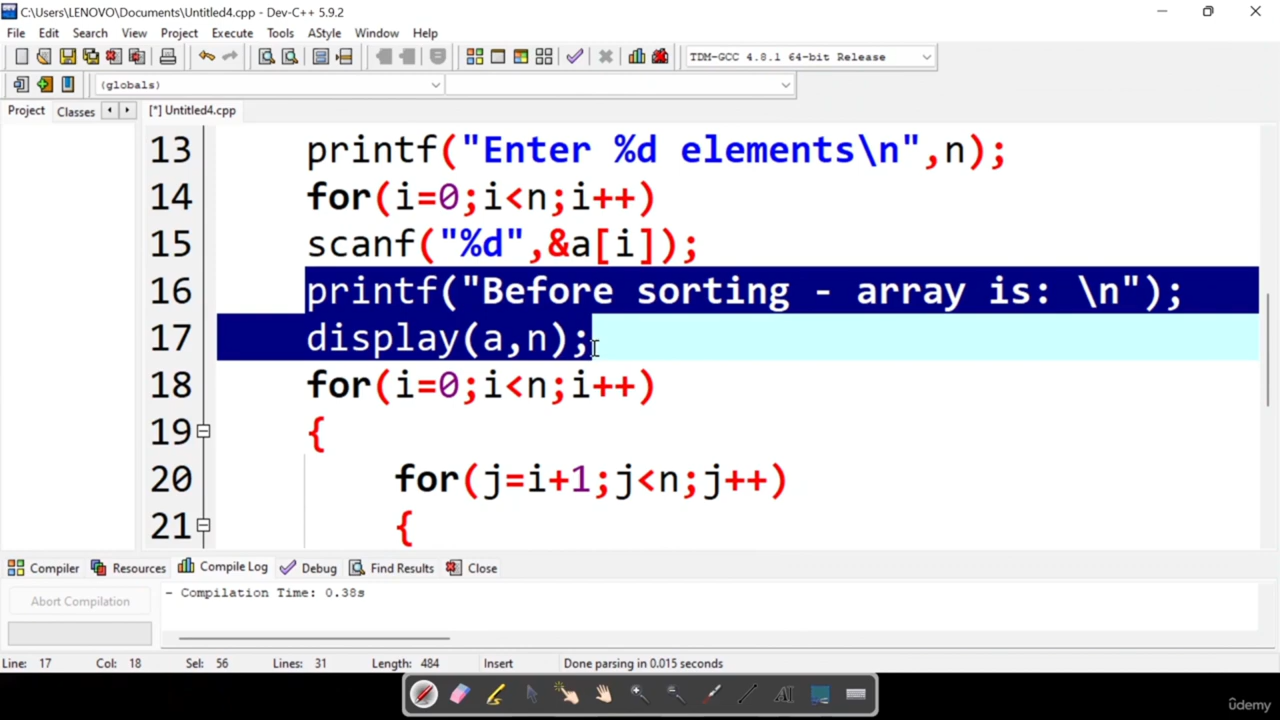 C:\Users\LENOVO\Documents\Untitled4.cpp - Dev-C++ 5.9.2
File Edit Search View Project Execute Tools AStyle Window Help
TDM-GCC 4.8.1 64-bit Release
(globals)
Project Classes [*] Untitled4.cpp
13 printf("Enter %d elements\n",n);
14 for(i=0;i<n;i++)
15 scanf("%d",&a[i]);
16 printf("Before sorting - array is: \n");
17 display(a,n);
18 for(i=0;i<n;i++)
19 {
20 for(j=i+1;j<n;j++)
21 {
Compiler Resources Compile Log Debug Find Results Close
Abort Compilation
- Compilation Time: 0.38s
Line: 17 Col: 18 Sel: 56 Lines: 31 Length: 484 Insert Done parsing in 0.015 seconds
AI
ûdemy